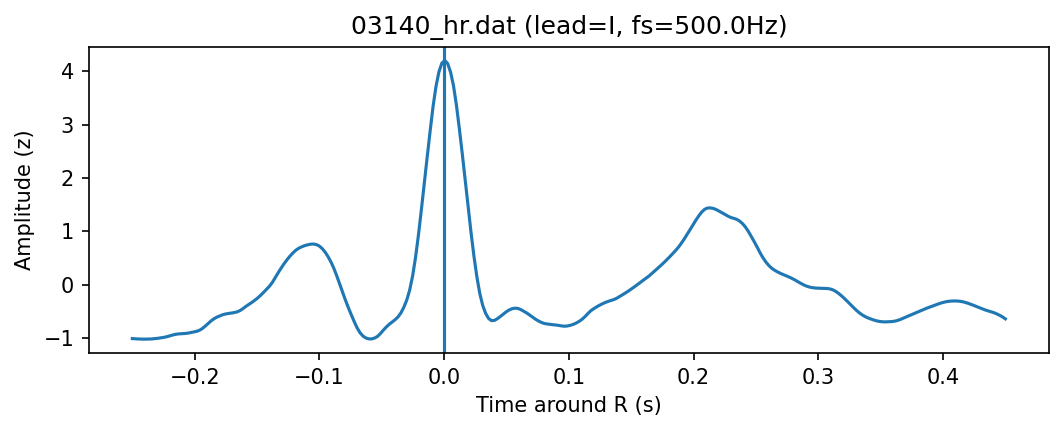 03140_hr.dat (lead=I, fs=500.0Hz)
Amplitude (z)
4
3
2
1
0
−1
−0.2 −0.1 0.0 0.1 0.2 0.3 0.4
Time around R (s)